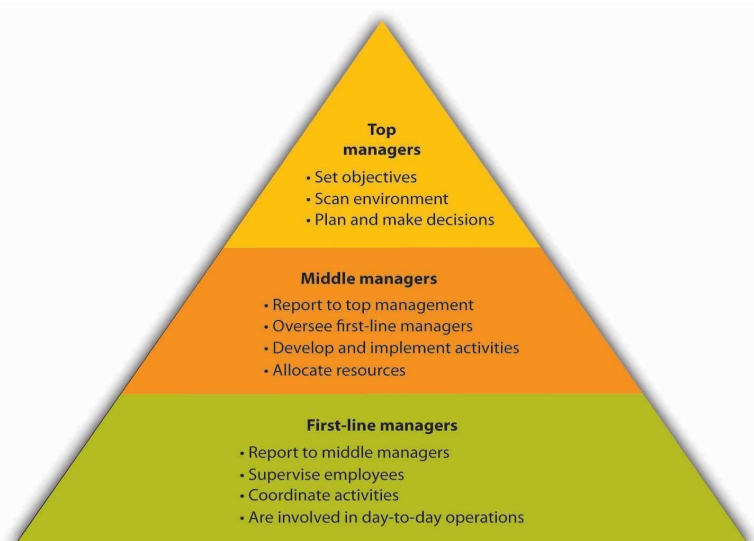 Top
managers
• Set objectives
• Scan environment
• Plan and make decisions
Middle managers
• Report to top management
• Oversee first-line managers
• Develop and implement activities
• Allocate resources
First-line managers
• Report to middle managers
• Supervise employees
• Coordinate activities
• Are involved in day-to-day operations